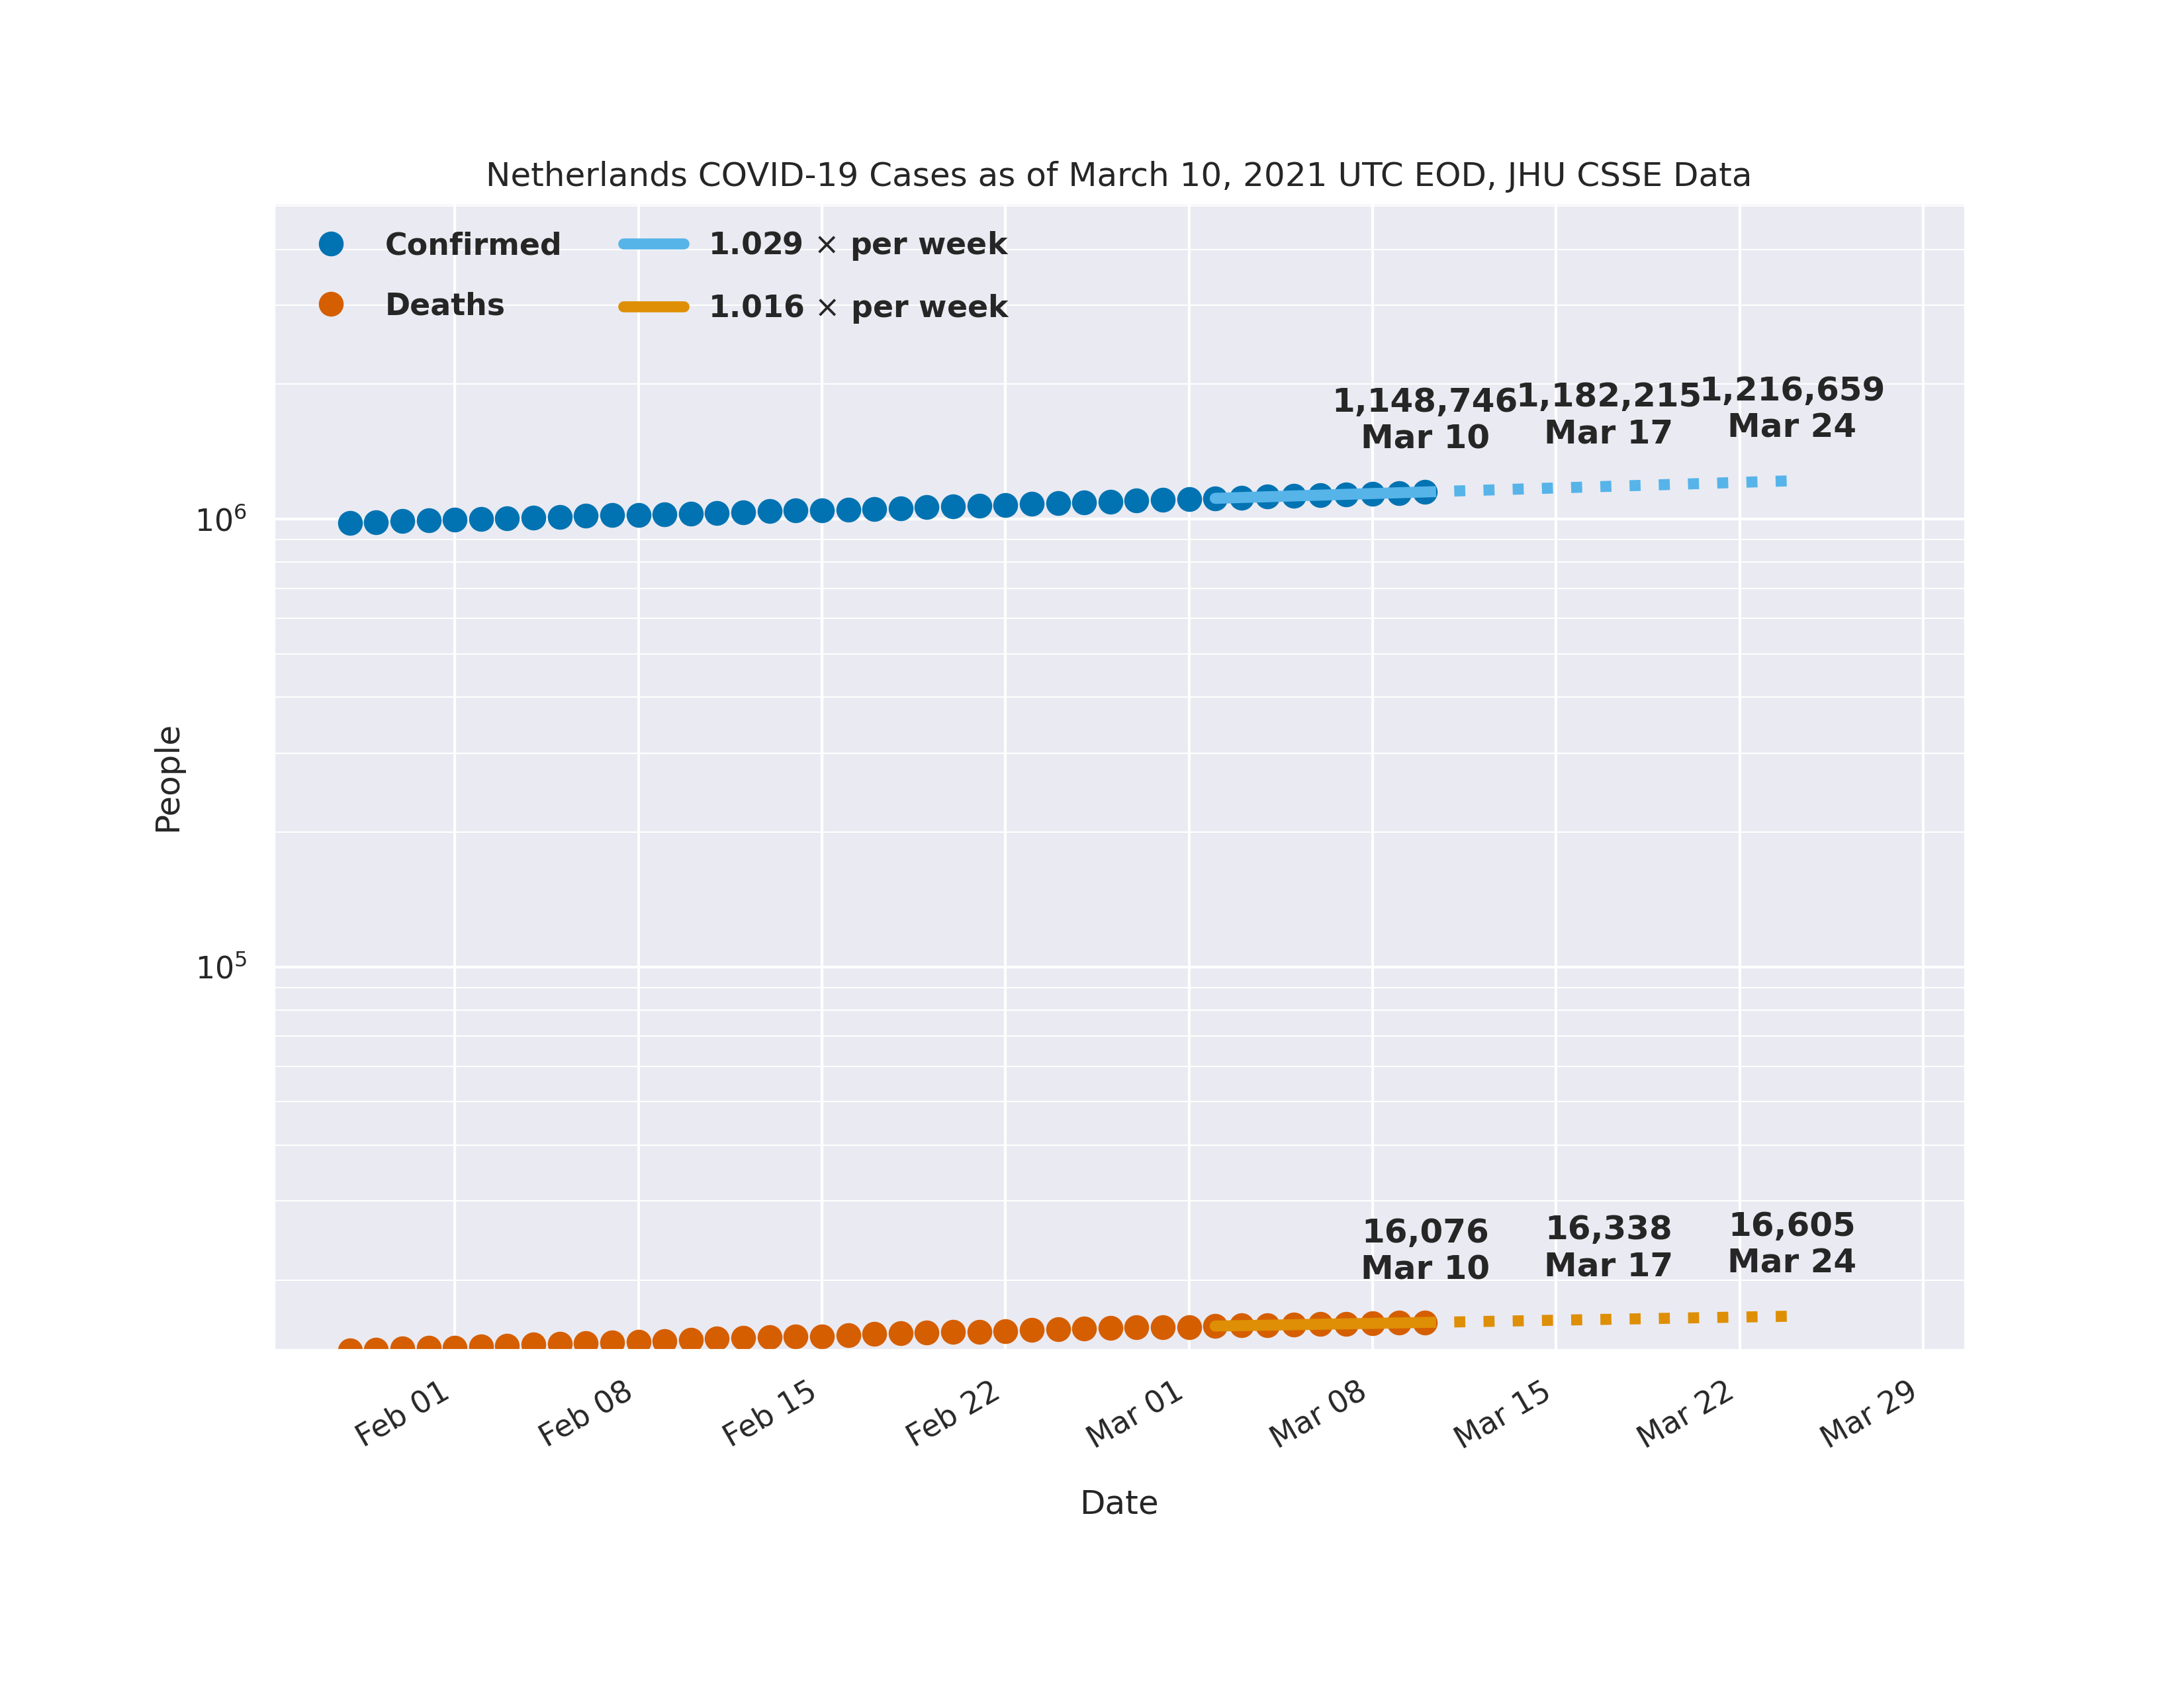 Netherlands COVID-19 Cases as of March 10, 2021 UTC EOD, JHU CSSE Data
Confirmed
Deaths
1.029 × per week
1.016 × per week
1,148,746
Mar 10
1,182,215
Mar 17
1,216,659
Mar 24
10⁶
People
10⁵
16,076
Mar 10
16,338
Mar 17
16,605
Mar 24
Feb 01
Feb 08
Feb 15
Feb 22
Mar 01
Mar 08
Mar 15
Mar 22
Mar 29
Date